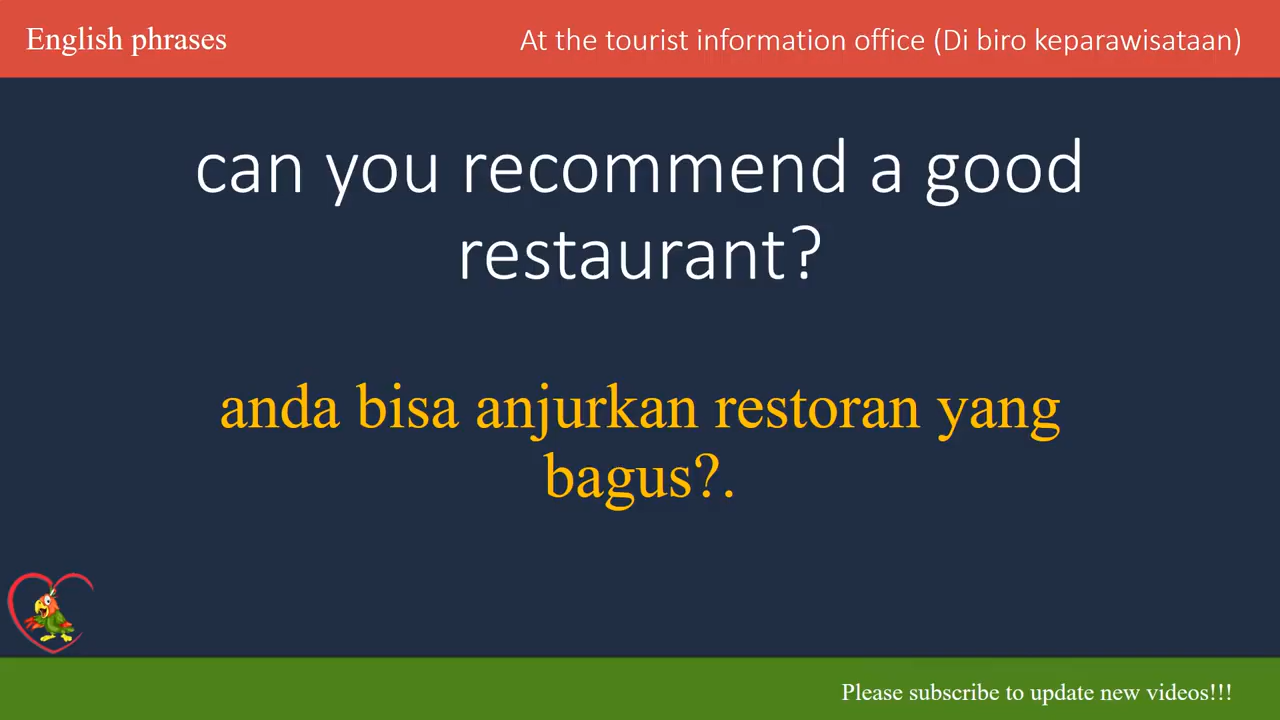 English phrases
At the tourist information office (Di biro keparawisataan)
can you recommend a good
restaurant?
anda bisa anjurkan restoran yang
bagus?.
Please subscribe to update new videos!!!